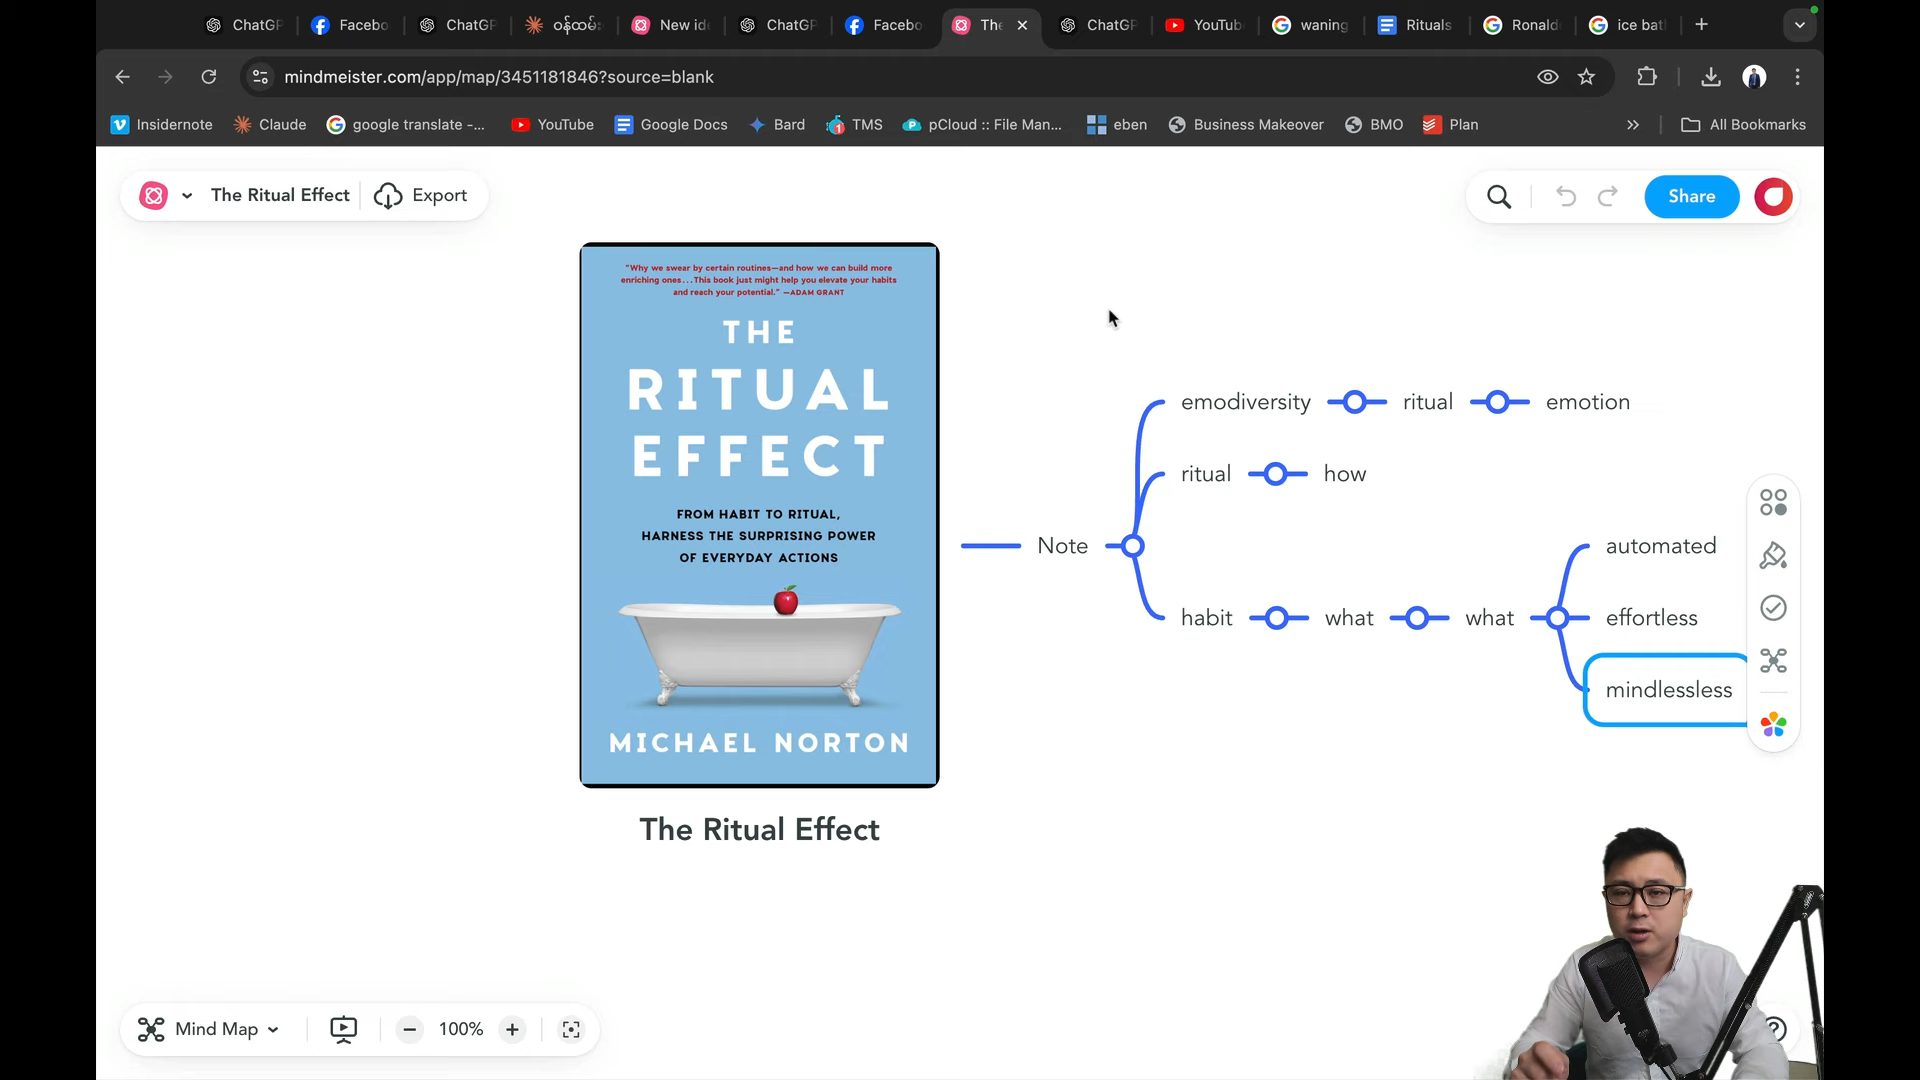 ChatGP
Facebo
ChatGP
ဝန်ထမ်း
New id
ChatGP
Facebo
The
ChatGP
YouTub
waning
Rituals
Ronald
ice bat
mindmeister.com/app/map/3451181846?source=blank
Insidernote
Claude
google translate -...
YouTube
Google Docs
Bard
TMS
pCloud :: File Man...
eben
Business Makeover
BMO
Plan
All Bookmarks
The Ritual Effect
Export
Share
"Why we swear by certain routines—and how we can build more
enriching ones...This book just might help you elevate your habits
and reach your potential." —ADAM GRANT
THE
RITUAL
EFFECT
FROM HABIT TO RITUAL,
HARNESS THE SURPRISING POWER
OF EVERYDAY ACTIONS
MICHAEL NORTON
The Ritual Effect
Note
emodiversity
ritual
emotion
ritual
how
habit
what
what
automated
effortless
mindlessless
Mind Map
100%